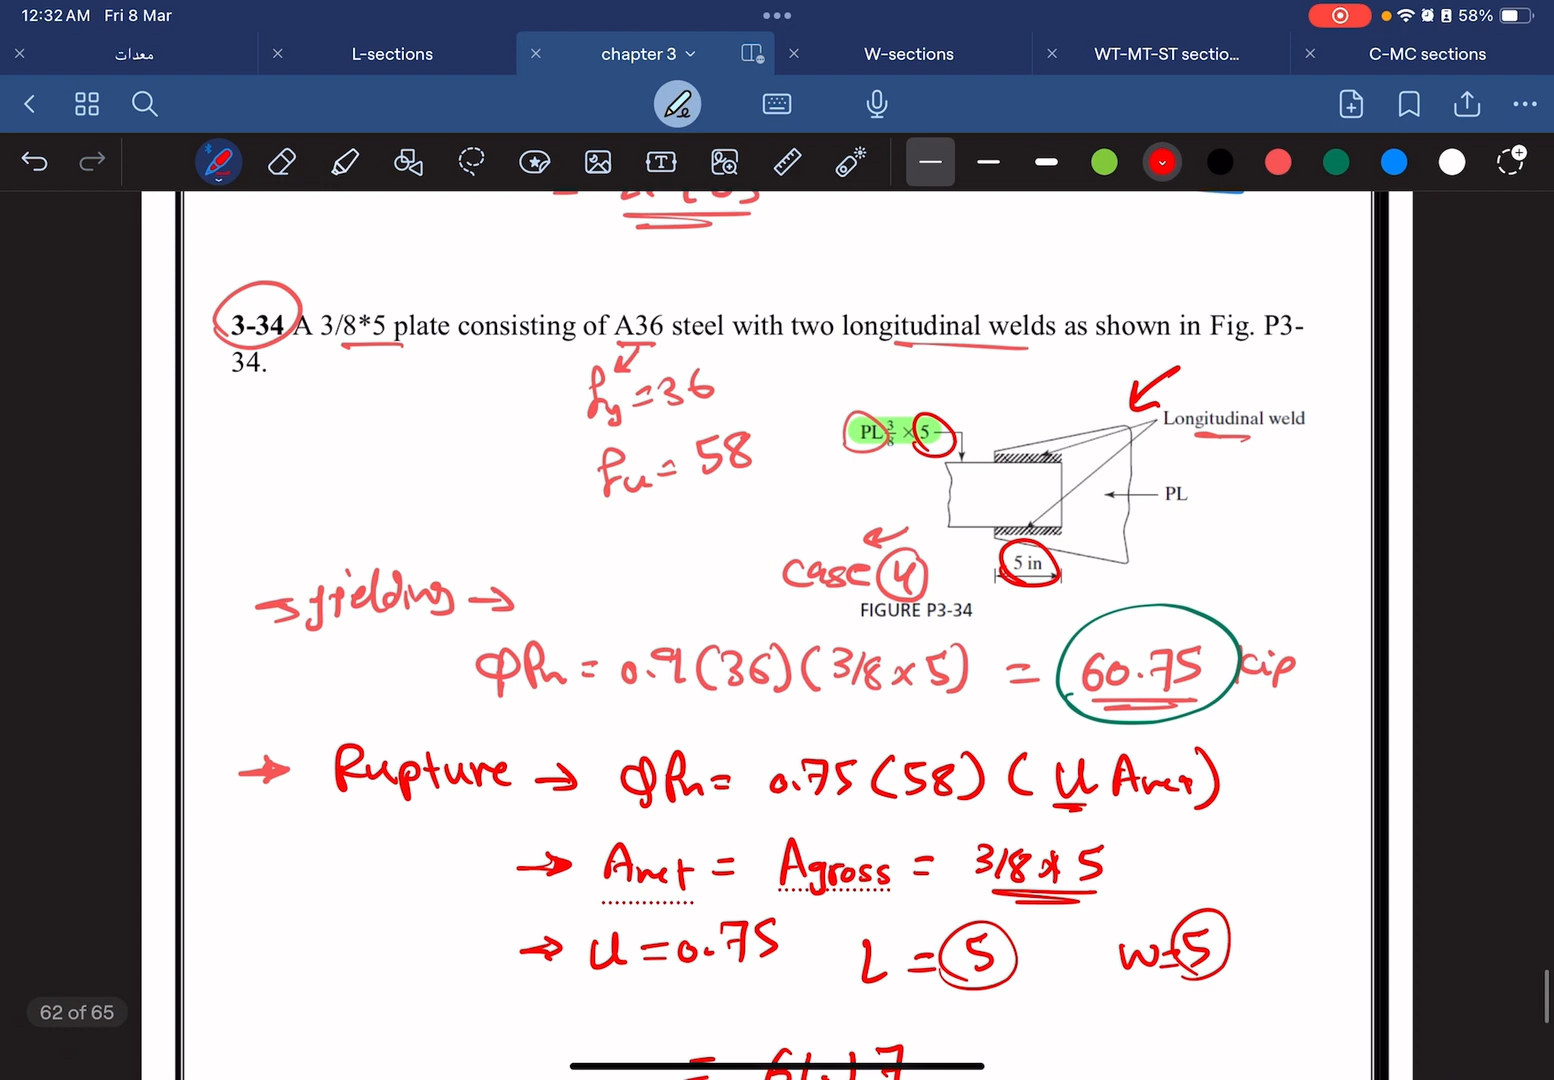 12:32 AM Fri 8 Mar
58%
معدات
L-sections
chapter 3
W-sections
WT-MT-ST sectio...
C-MC sections
3-34 A 3/8*5 plate consisting of A36 steel with two longitudinal welds as shown in Fig. P3-
34.
fy = 36
fu = 58
PL 3/8 × 5
Longitudinal weld
PL
5 in
case 4
FIGURE P3-34
→ yielding →
ΦPn = 0.9 (36) (3/8 × 5) = 60.75 kip
→ Rupture → ΦPn = 0.75 (58) (U Anet)
→ Anet = Agross = 3/8 * 5
→ U = 0.75 L = 5 w = 5
62 of 65